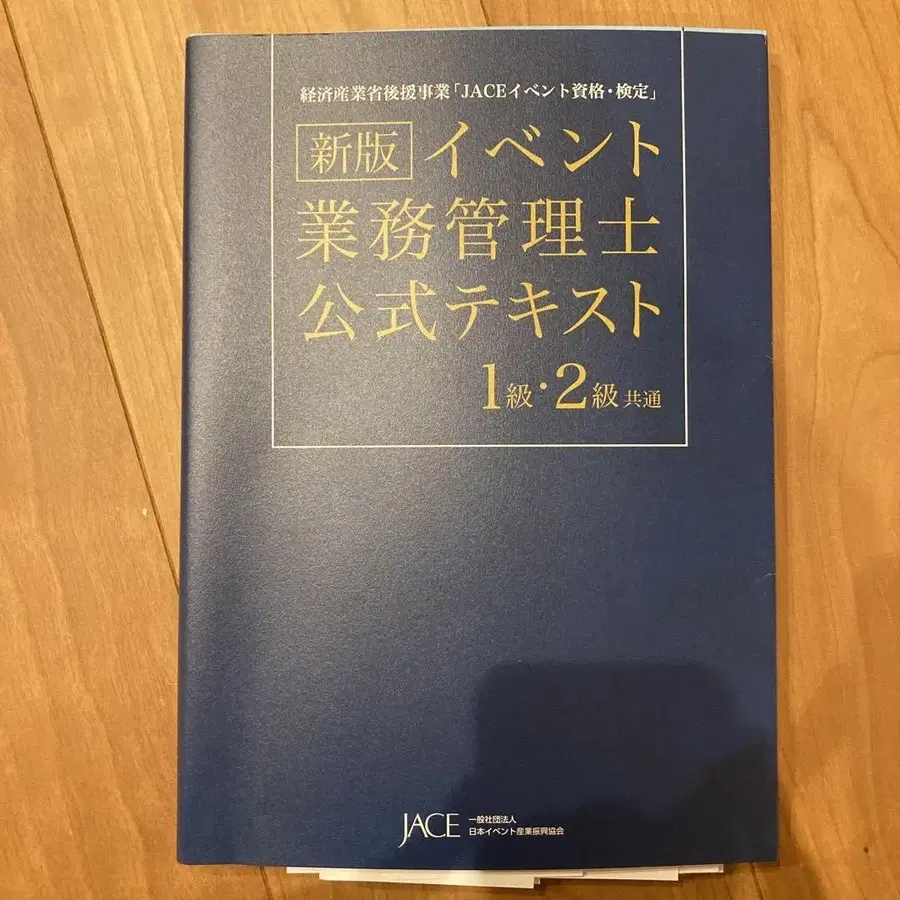 経済産業省後援事業「JACEイベント資格・検定」
新版 イベント
業務管理士
公式テキスト
1級・2級 共通
JACE 一般社団法人
日本イベント産業振興協会